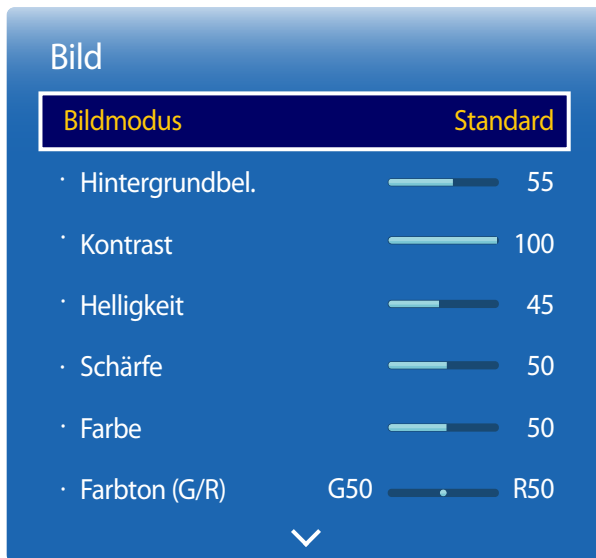 Bild
Bildmodus Standard
· Hintergrundbel. 55
· Kontrast 100
· Helligkeit 45
· Schärfe 50
· Farbe 50
· Farbton (G/R) G50 R50